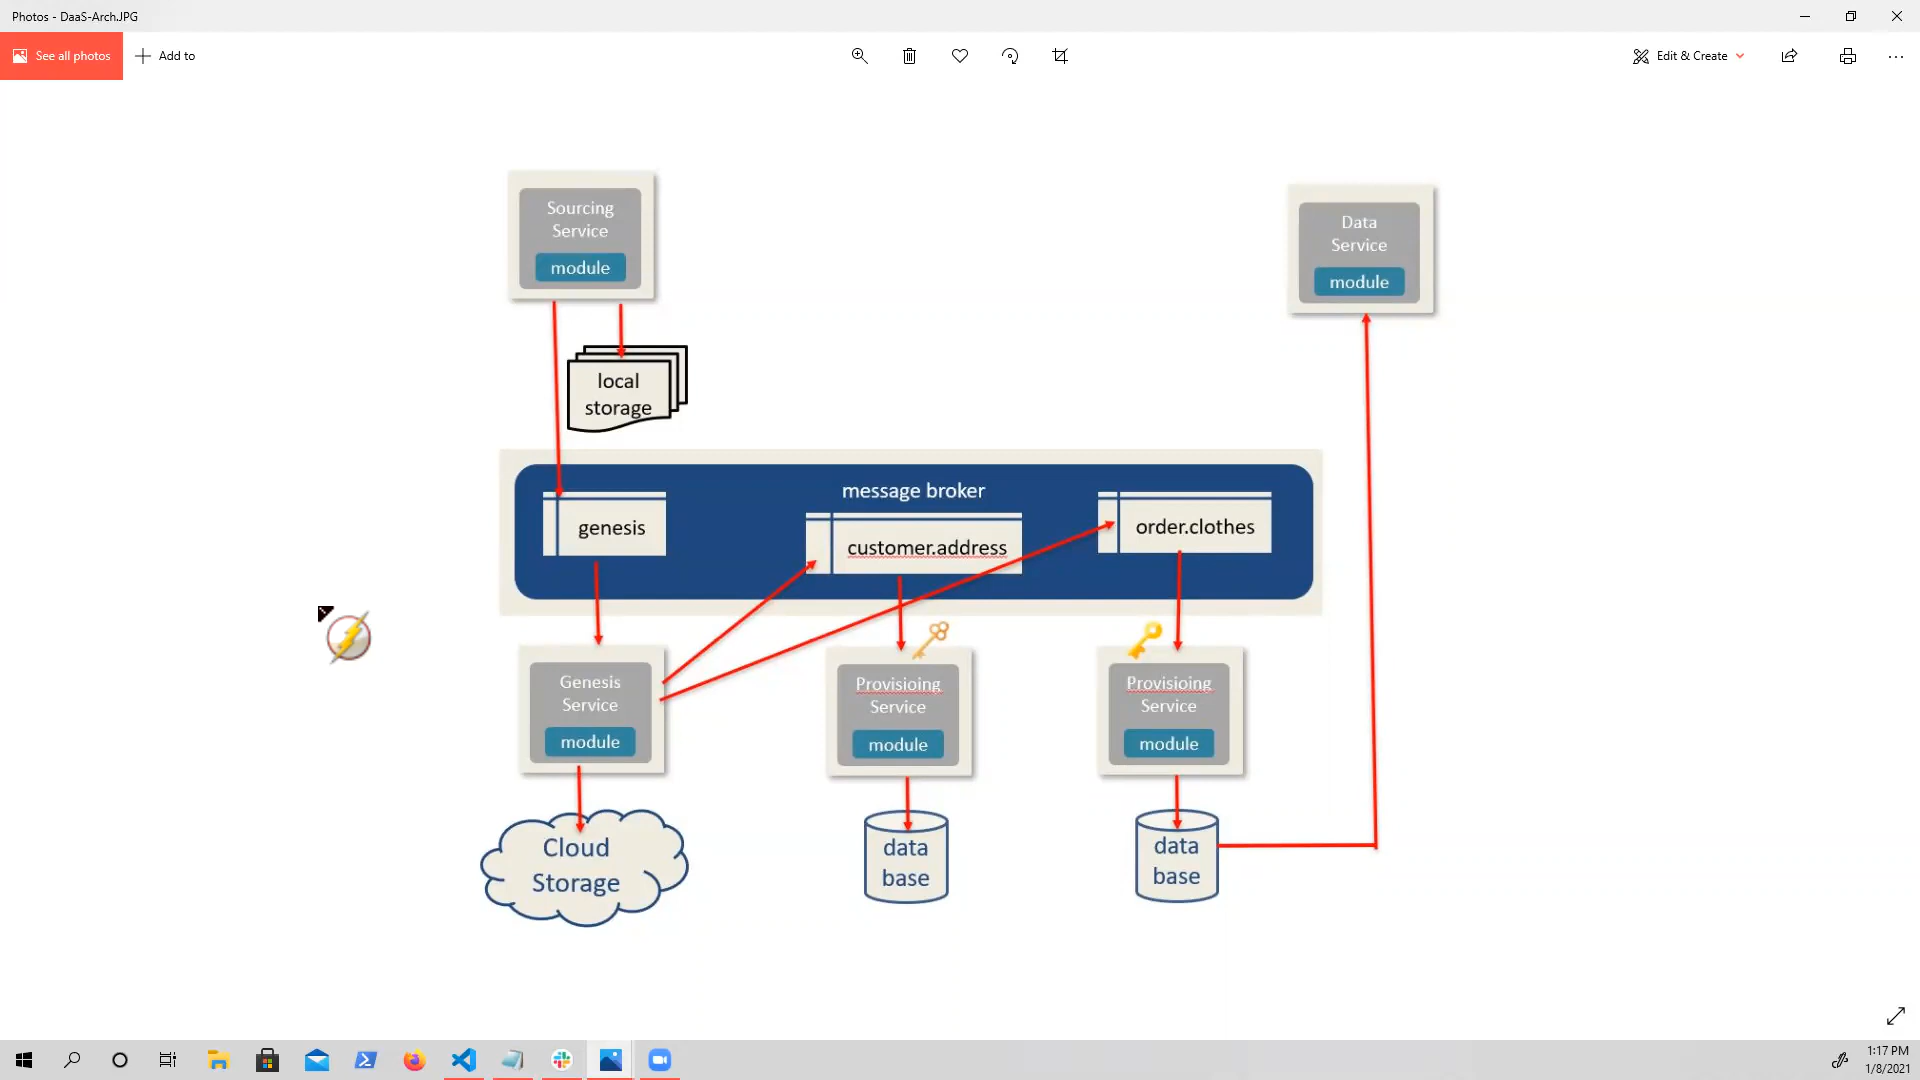 Photos - DaaS-Arch.JPG
See all photos
Add to
Edit & Create
Sourcing
Service
module
Data
Service
module
local
storage
message broker
genesis
customer.address
order.clothes
Genesis
Service
module
Provisioing
Service
module
Provisioing
Service
module
Cloud
Storage
data
base
data
base
1:17 PM
1/8/2021